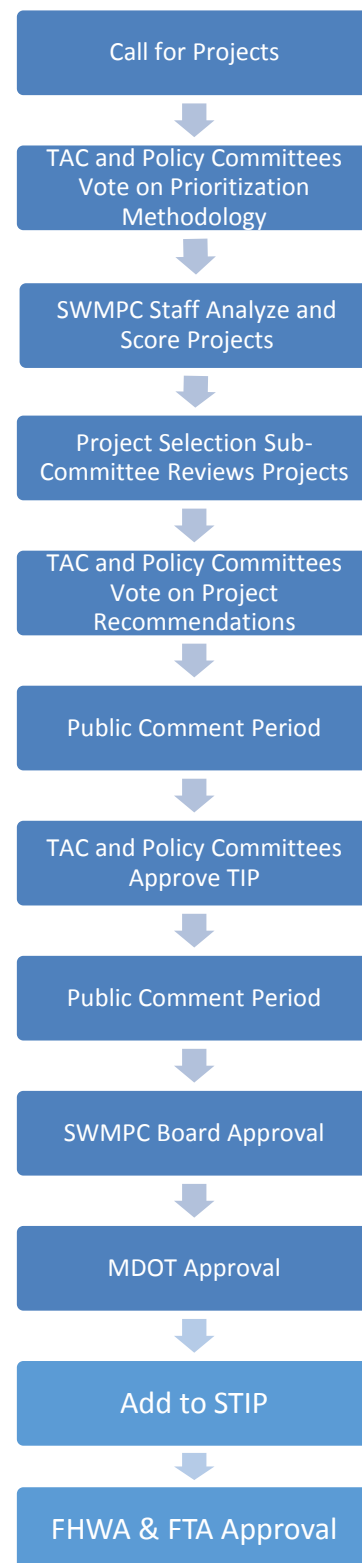 Call for Projects
TAC and Policy Committees
Vote on Prioritization
Methodology
SWMPC Staff Analyze and
Score Projects
Project Selection Sub-
Committee Reviews Projects
TAC and Policy Committees
Vote on Project
Recommendations
Public Comment Period
TAC and Policy Committees
Approve TIP
Public Comment Period
SWMPC Board Approval
MDOT Approval
Add to STIP
FHWA & FTA Approval